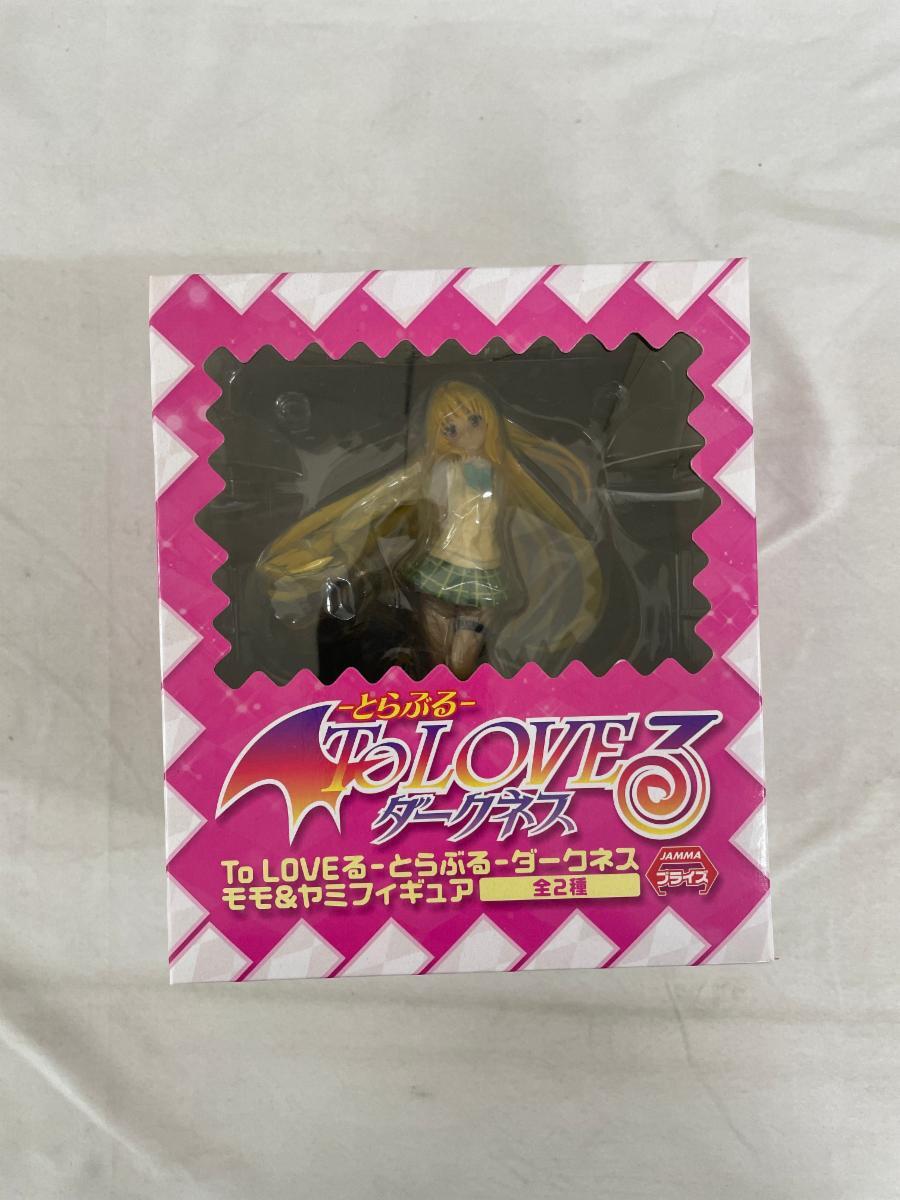 -とらぶる-
To LOVEる
ダークネス
To LOVEる-とらぶる-ダークネス
モモ&ヤミフィギュア 全2種
JAMMA
プライズ